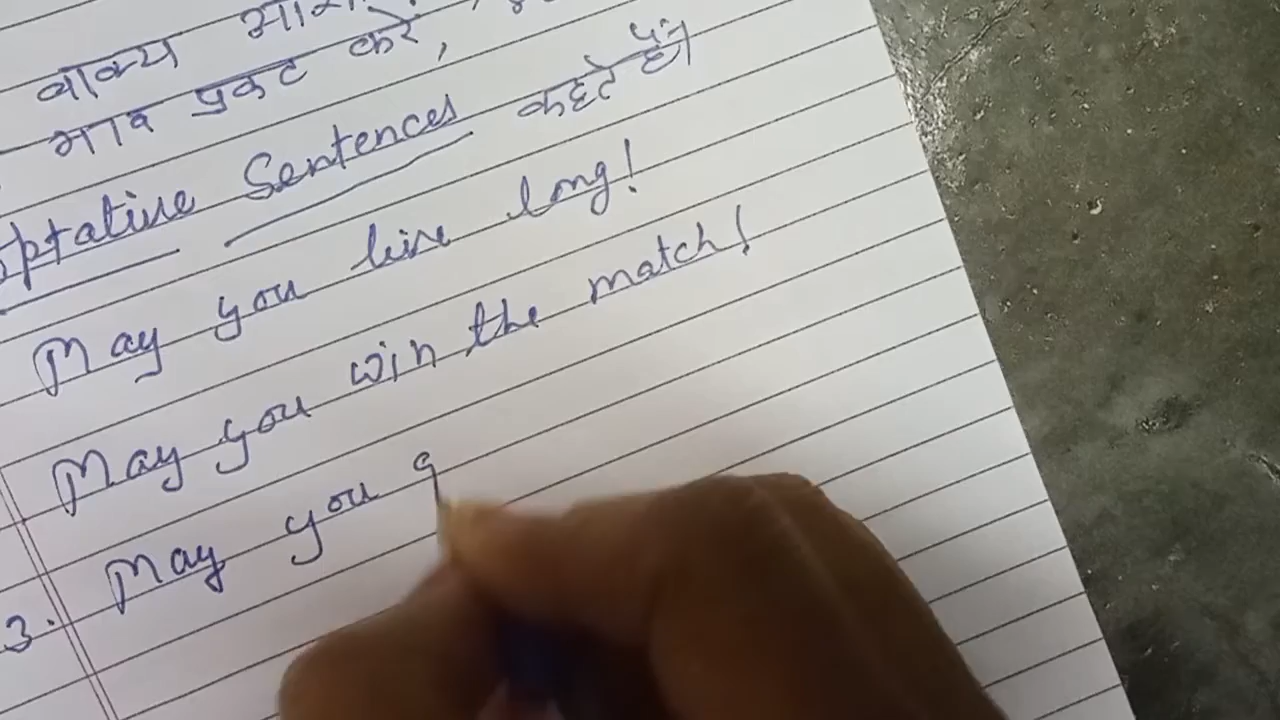 वाक्य
भाव प्रकट करे,
optative Sentences कहते हैं।
May you live long!
May you win the match!
3. May you g